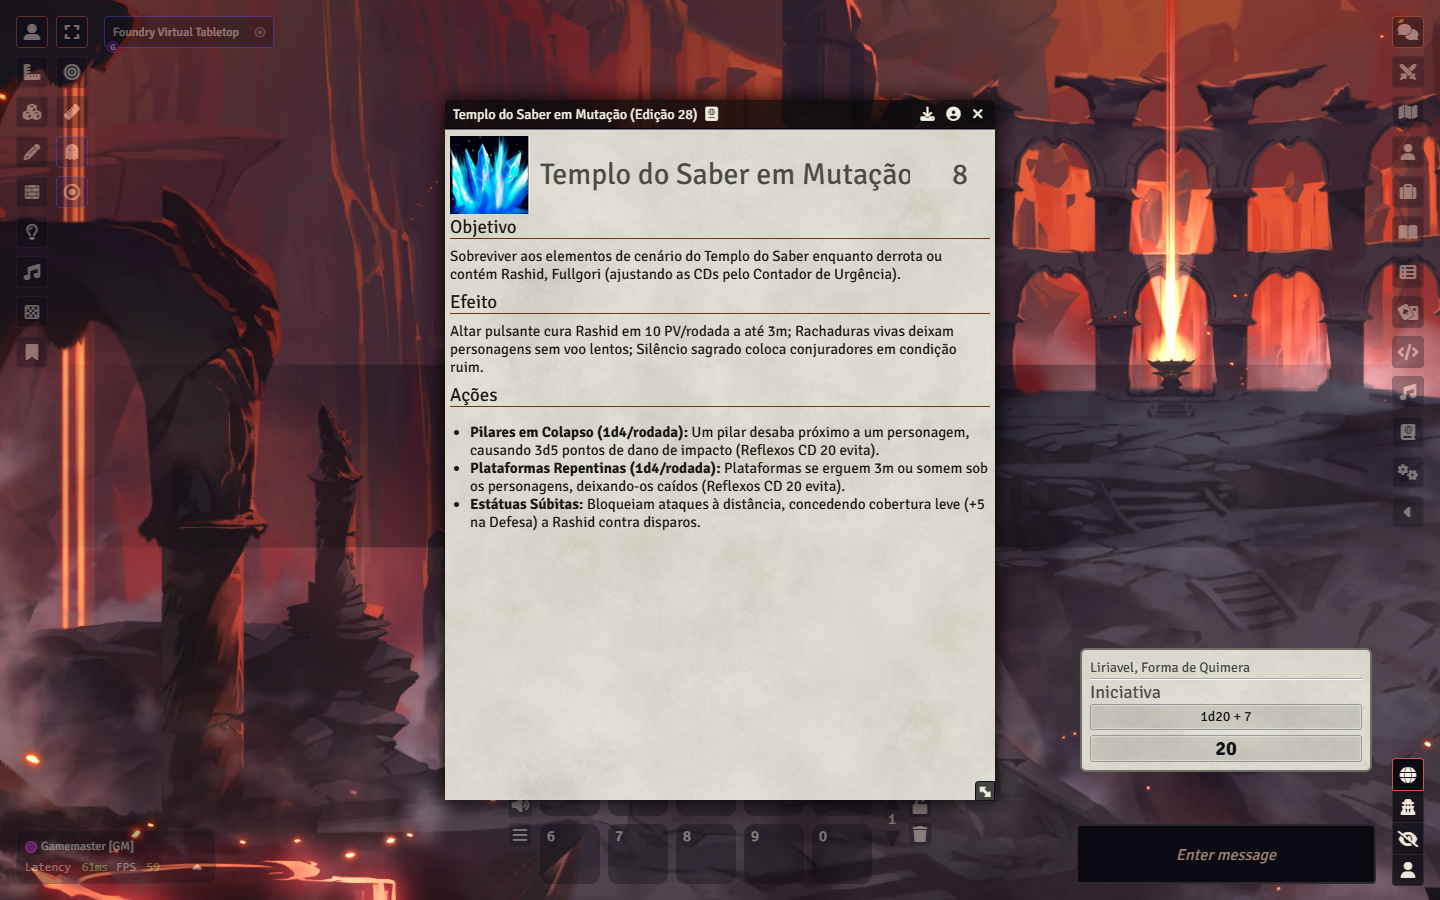 Foundry Virtual Tabletop
G
Templo do Saber em Mutação (Edição 28)
Templo do Saber em Mutação
8
Objetivo
Sobreviver aos elementos de cenário do Templo do Saber enquanto derrota ou
contém Rashid, Fullgori (ajustando as CDs pelo Contador de Urgência).
Efeito
Altar pulsante cura Rashid em 10 PV/rodada a até 3m; Rachaduras vivas deixam
personagens sem voo lentos; Silêncio sagrado coloca conjuradores em condição
ruim.
Ações
• Pilares em Colapso (1d4/rodada): Um pilar desaba próximo a um personagem,
causando 3d5 pontos de dano de impacto (Reflexos CD 20 evita).
• Plataformas Repentinas (1d4/rodada): Plataformas se erguem 3m ou somem sob
os personagens, deixando-os caídos (Reflexos CD 20 evita).
• Estátuas Súbitas: Bloqueiam ataques à distância, concedendo cobertura leve (+5
na Defesa) a Rashid contra disparos.
Liriavel, Forma de Quimera
Iniciativa
1d20 + 7
20
Enter message
6 7 8 9 0
1
Gamemaster [GM]
Latency 61ms FPS 59